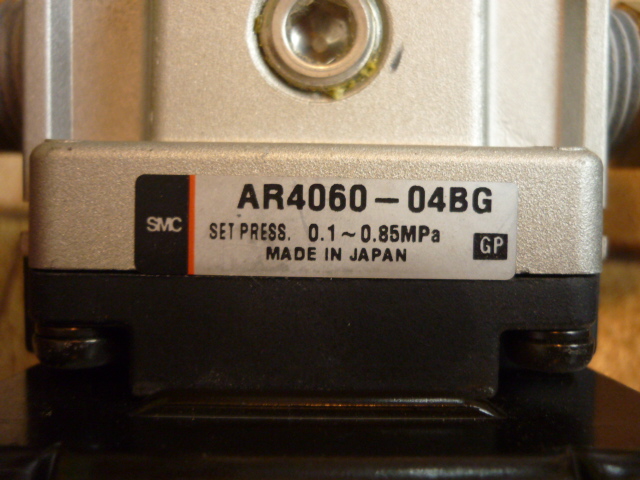 SMC
AR4060-04BG
SET PRESS. 0.1~0.85MPa
MADE IN JAPAN
GP